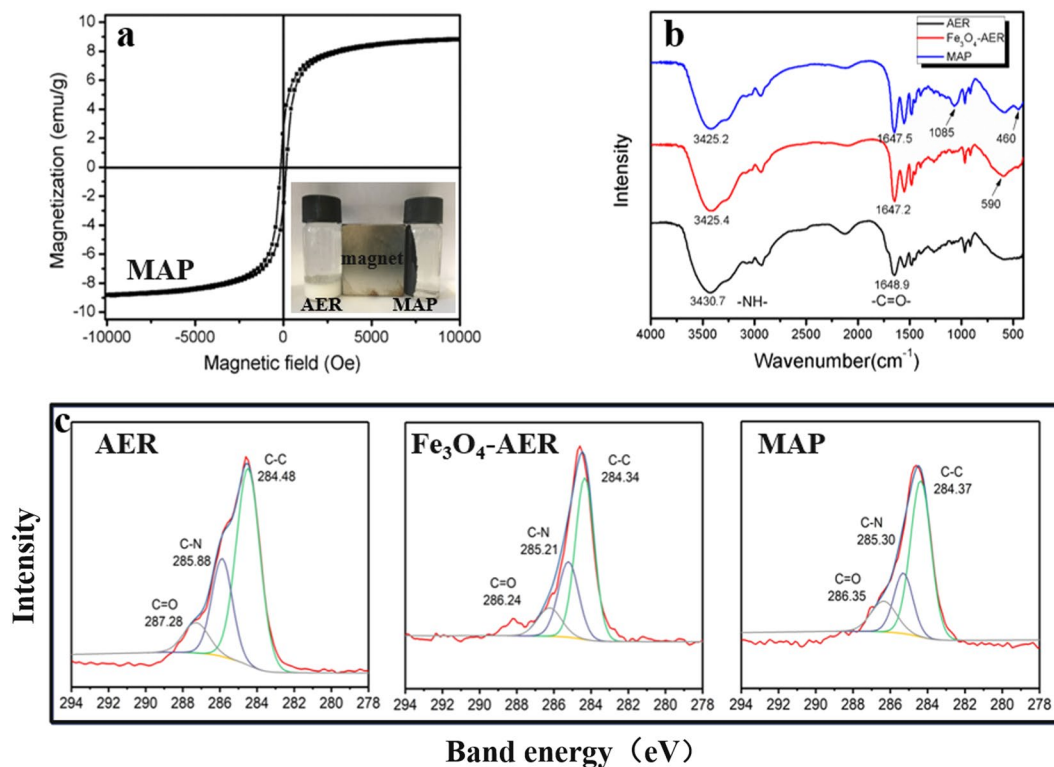 a
Magnetization (emu/g)
10
8
6
4
2
0
-2
-4
-6
-8
-10
MAP
magnet
AER
MAP
-10000 -5000 0 5000 10000
Magnetic field (Oe)
b
AER
Fe₃O₄-AER
MAP
Intensity
3425.2 1647.5 1085 460
3425.4 1647.2 590
3430.7 -NH- 1648.9
-C=O-
4000 3500 3000 2500 2000 1500 1000 500
Wavenumber(cm⁻¹)
c
Intensity
AER
C-C
284.48
C-N
285.88
C=O
287.28
294 292 290 288 286 284 282 280 278
Fe₃O₄-AER
C-C
284.34
C-N
285.21
C=O
286.24
294 292 290 288 286 284 282 280 278
MAP
C-C
284.37
C-N
285.30
C=O
286.35
294 292 290 288 286 284 282 280 278
Band energy（eV）